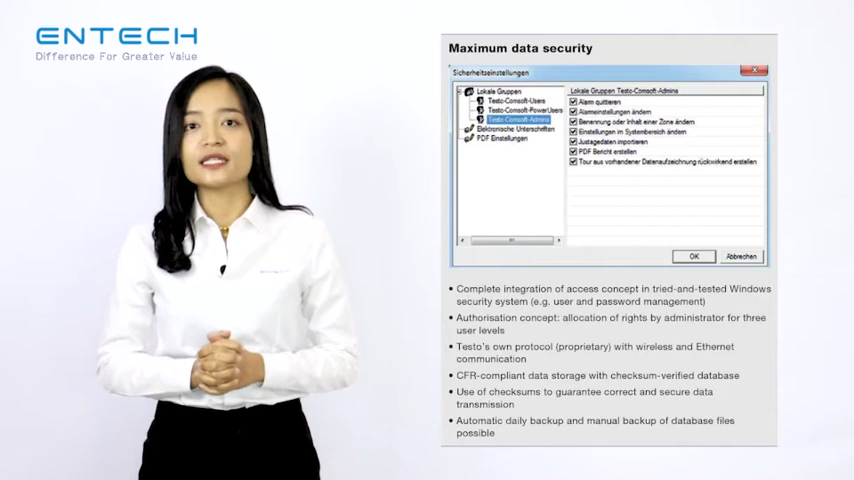 ENTECH
Difference For Greater Value
Maximum data security
Sicherheitseinstellungen
Lokale Gruppen
Testo-Comsoft-Users
Testo-Comsoft-PowerUsers
Testo-Comsoft-Admins
Elektronische Unterschriften
PDF Einstellungen
Lokale Gruppen Testo-Comsoft-Admins
Alarm quittieren
Alarmeinstellungen ändern
Benennung oder Inhalt einer Zone ändern
Einstellungen im Systembereich ändern
Justagedaten importieren
PDF Bericht erstellen
Tour aus vorhandener Datenaufzeichnung rückwirkend erstellen
OK
Abbrechen
• Complete integration of access concept in tried-and-tested Windows
security system (e.g. user and password management)
• Authorisation concept: allocation of rights by administrator for three
user levels
• Testo's own protocol (proprietary) with wireless and Ethernet
communication
• CFR-compliant data storage with checksum-verified database
• Use of checksums to guarantee correct and secure data
transmission
• Automatic daily backup and manual backup of database files
possible